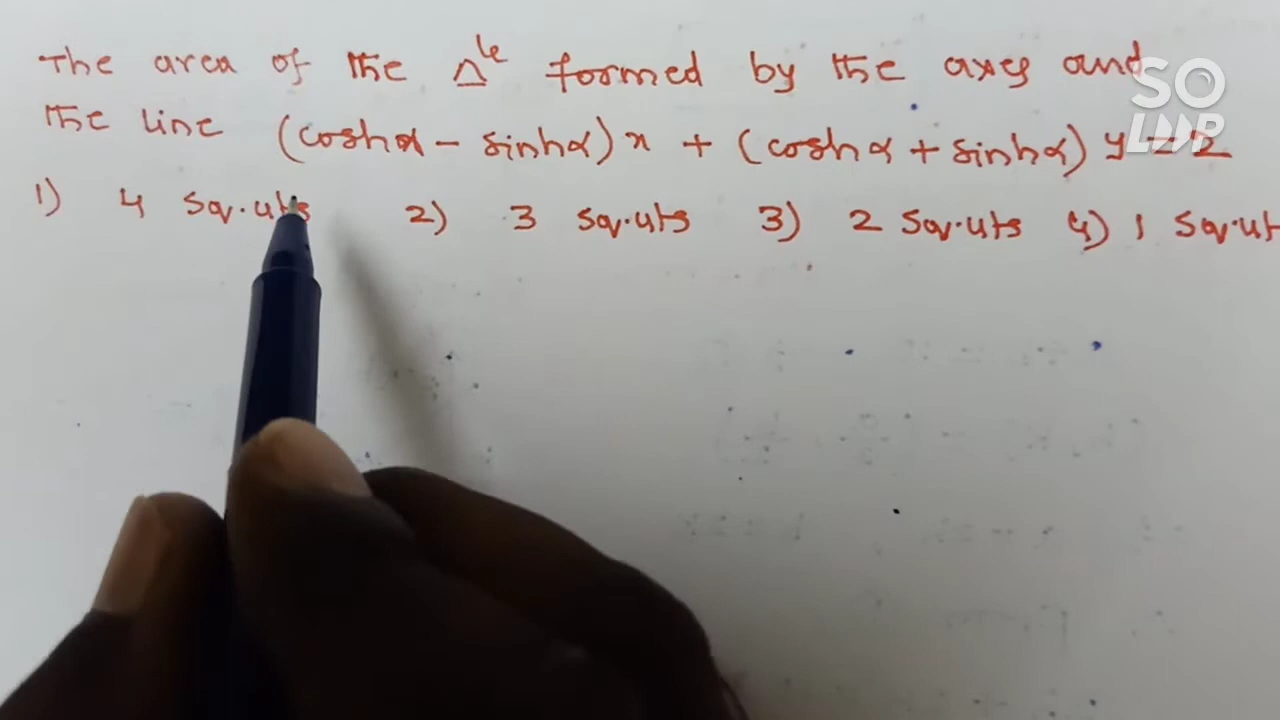 The area of the Δle formed by the axes and
SOLOP
the line (coshα - sinhα) x + (coshα + sinhα) y = 2
1) 4 Sq.uts 2) 3 Sq.uts 3) 2 Sq.uts 4) 1 Sq.ut